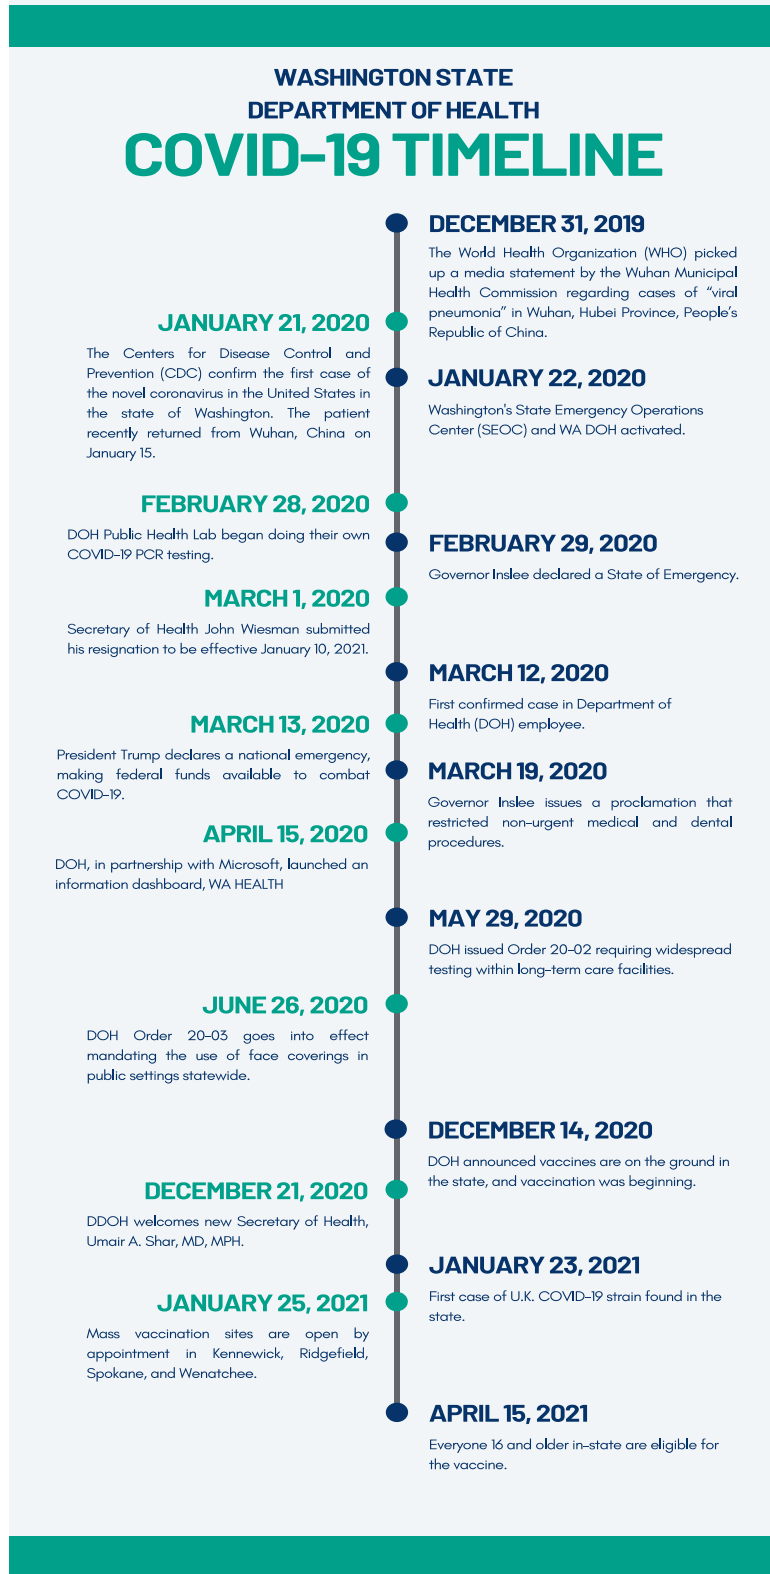 WASHINGTON STATE
DEPARTMENT OF HEALTH
COVID-19 TIMELINE
DECEMBER 31, 2019
The World Health Organization (WHO) picked
up a media statement by the Wuhan Municipal
Health Commission regarding cases of “viral
pneumonia” in Wuhan, Hubei Province, People’s
Republic of China.
JANUARY 21, 2020
The Centers for Disease Control and
Prevention (CDC) confirm the first case of
the novel coronavirus in the United States in
the state of Washington. The patient
recently returned from Wuhan, China on
January 15.
JANUARY 22, 2020
Washington's State Emergency Operations
Center (SEOC) and WA DOH activated.
FEBRUARY 28, 2020
DOH Public Health Lab began doing their own
COVID-19 PCR testing.
FEBRUARY 29, 2020
Governor Inslee declared a State of Emergency.
MARCH 1, 2020
Secretary of Health John Wiesman submitted
his resignation to be effective January 10, 2021.
MARCH 12, 2020
First confirmed case in Department of
Health (DOH) employee.
MARCH 13, 2020
President Trump declares a national emergency,
making federal funds available to combat
COVID-19.
MARCH 19, 2020
Governor Inslee issues a proclamation that
restricted non-urgent medical and dental
procedures.
APRIL 15, 2020
DOH, in partnership with Microsoft, launched an
information dashboard, WA HEALTH
MAY 29, 2020
DOH issued Order 20-02 requiring widespread
testing within long-term care facilities.
JUNE 26, 2020
DOH Order 20-03 goes into effect
mandating the use of face coverings in
public settings statewide.
DECEMBER 14, 2020
DOH announced vaccines are on the ground in
the state, and vaccination was beginning.
DECEMBER 21, 2020
DDOH welcomes new Secretary of Health,
Umair A. Shar, MD, MPH.
JANUARY 23, 2021
First case of U.K. COVID-19 strain found in the
state.
JANUARY 25, 2021
Mass vaccination sites are open by
appointment in Kennewick, Ridgefield,
Spokane, and Wenatchee.
APRIL 15, 2021
Everyone 16 and older in-state are eligible for
the vaccine.